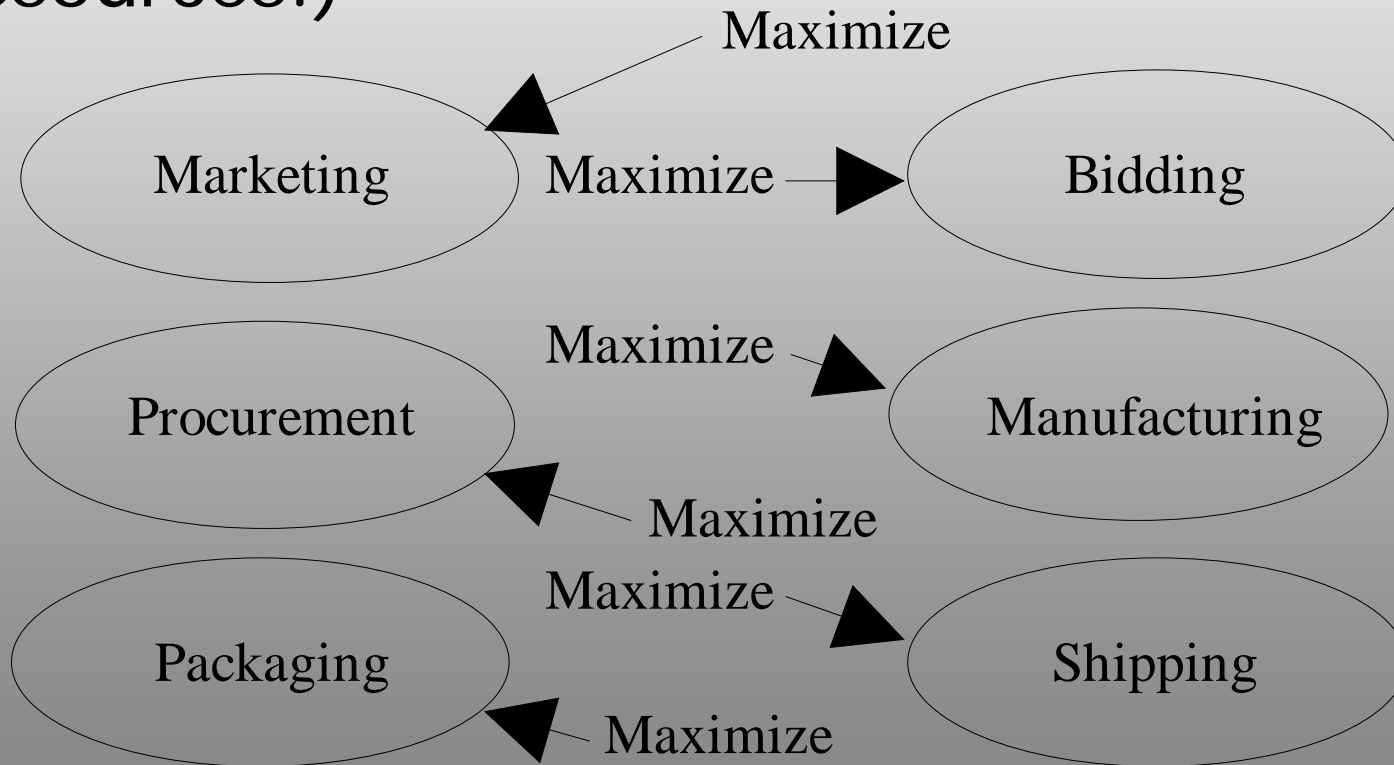 Maximize
Marketing
Maximize
Bidding
Maximize
Procurement
Manufacturing
Maximize
Maximize
Packaging
Shipping
Maximize